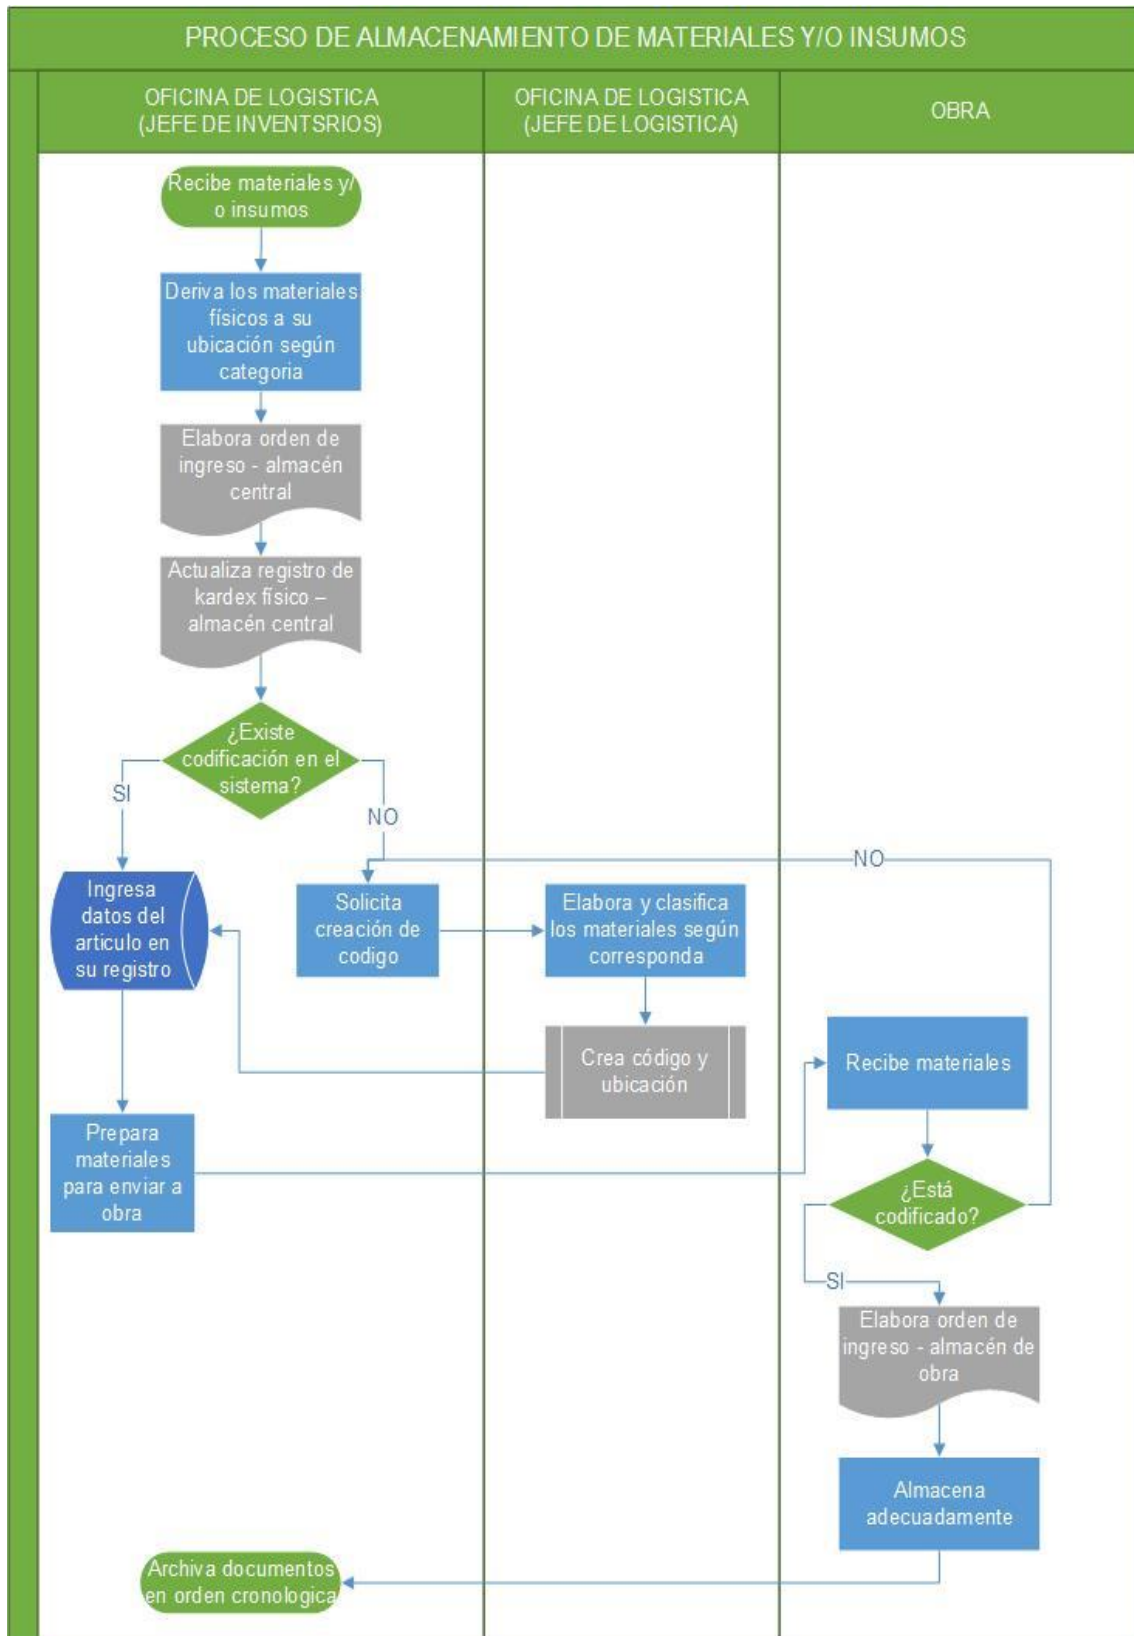 PROCESO DE ALMACENAMIENTO DE MATERIALES Y/O INSUMOS
OFICINA DE LOGISTICA
(JEFE DE INVENTSRIOS)
OFICINA DE LOGISTICA
(JEFE DE LOGISTICA)
OBRA
Recibe materiales y/
o insumos
Deriva los materiales
físicos a su
ubicación según
categoria
Elabora orden de
ingreso - almacén
central
Actualiza registro de
kardex físico –
almacén central
¿Existe
codificación en el
sistema?
SI
NO
NO
Ingresa
datos del
articulo en
su registro
Solicita
creación de
codigo
Elabora y clasifica
los materiales según
corresponda
Crea código y
ubicación
Recibe materiales
Prepara
materiales
para enviar a
obra
¿Está
codificado?
SI
Elabora orden de
ingreso - almacén de
obra
Almacena
adecuadamente
Archiva documentos
en orden cronologica